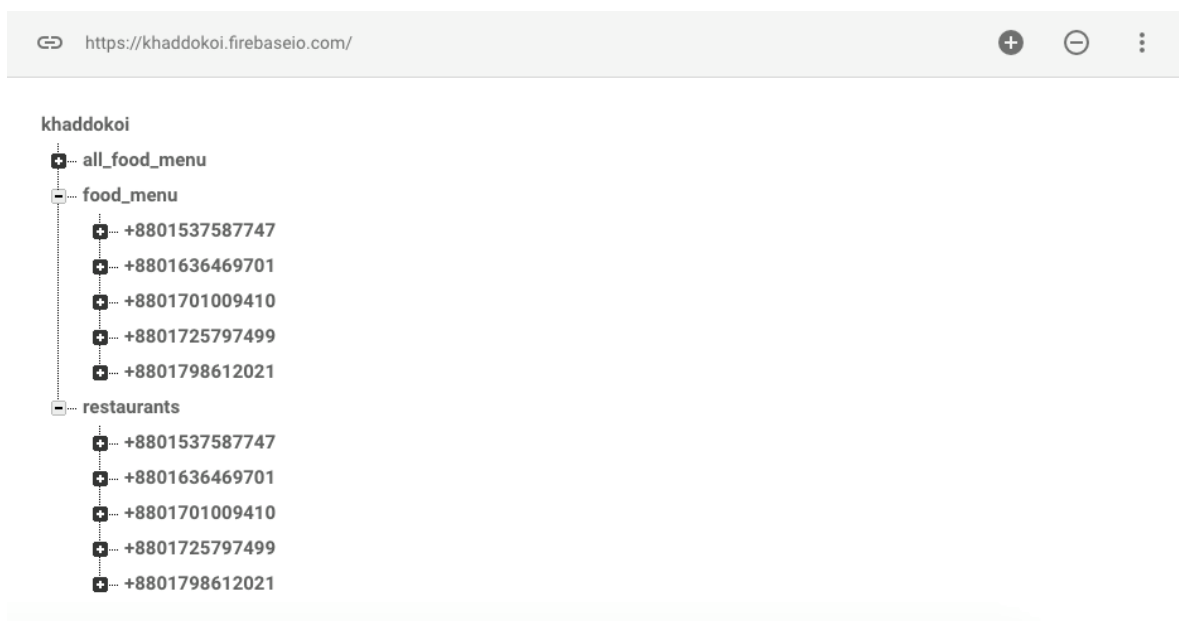 https://khaddokoi.firebaseio.com/
khaddokoi
all_food_menu
food_menu
+8801537587747
+8801636469701
+8801701009410
+8801725797499
+8801798612021
restaurants
+8801537587747
+8801636469701
+8801701009410
+8801725797499
+8801798612021